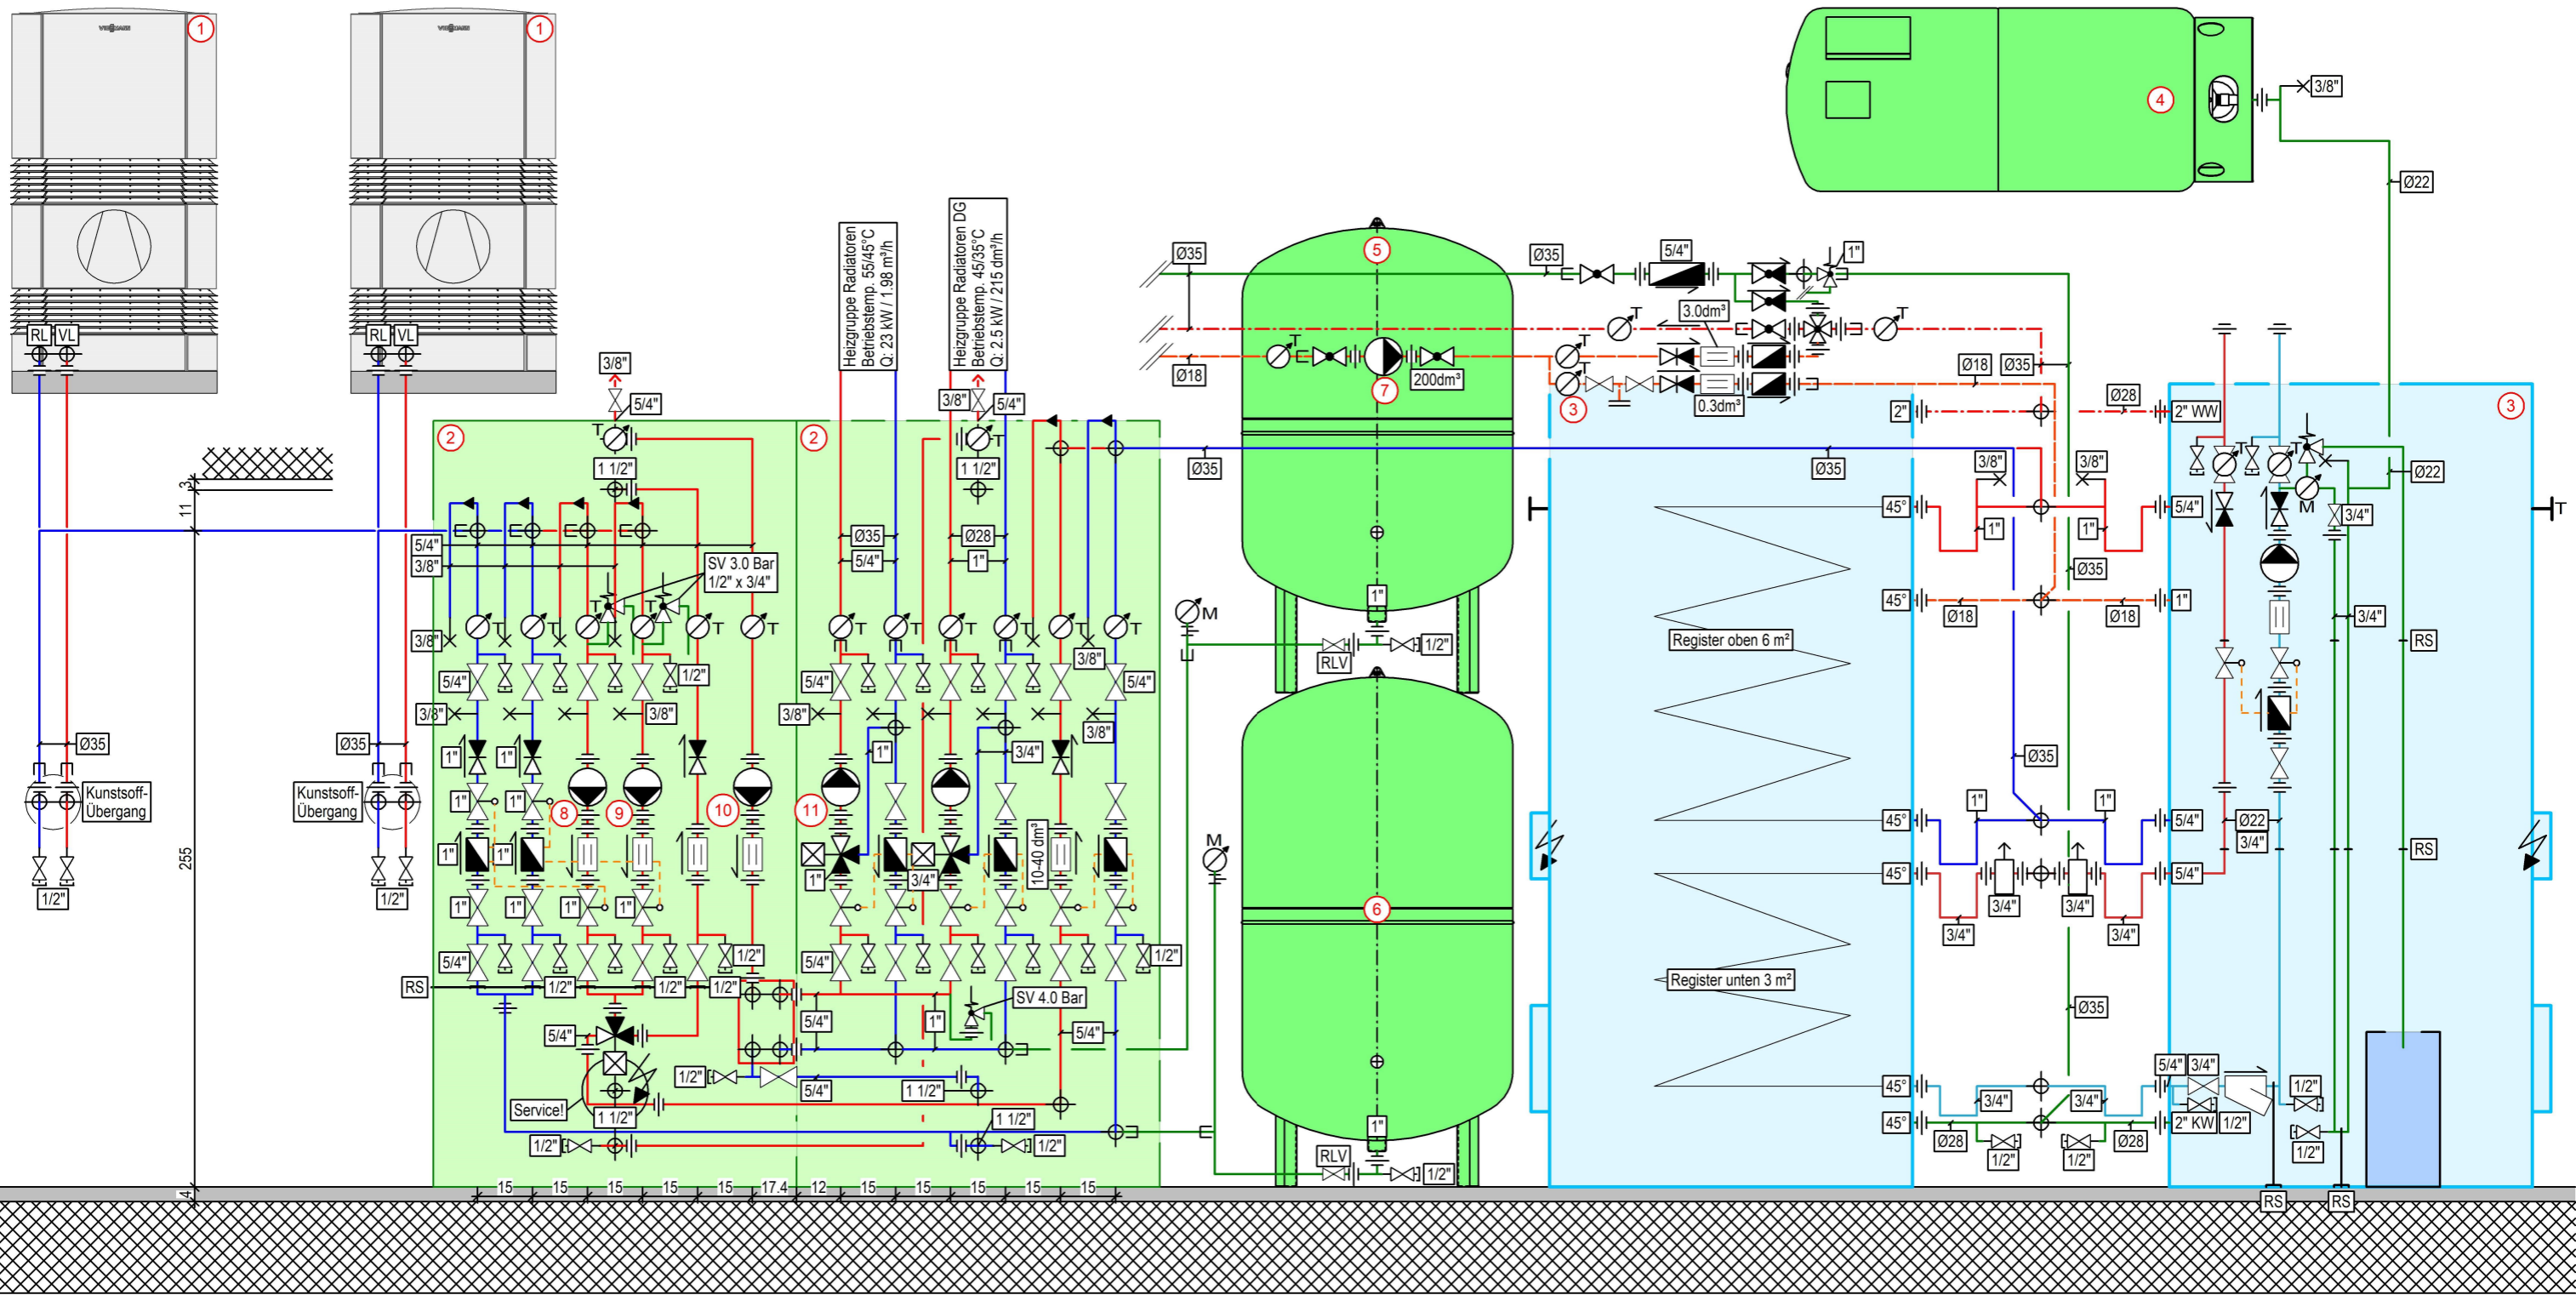 VIESSMANN
1
VIESSMANN
1
RL
VL
RL
VL
4
3/8"
Ø22
Heizgruppe Radiatoren
Betriebstemp. 55/45°C
Q: 23 kW / 1.98 m³/h
Heizgruppe Radiatoren DG
Betriebstemp. 45/35°C
Q: 2.5 kW / 215 dm³/h
Ø35
5
Ø35
5/4"
1"
3.0dm³
T
T
T
Ø18
7
200dm³
3
0.3dm³
Ø18
Ø35
Ø28
2"
2" WW
3
3/8"
5/4"
3/8"
5/4"
2
T
2
T
1 1/2"
1 1/2"
Ø35
Ø35
3/8"
3/8"
T
T
M
Ø22
3
11
255
4
45°
1"
1"
5/4"
3/4"
T
5/4"
3/8"
SV 3.0 Bar
1/2" x 3/4"
Ø35
5/4"
Ø28
1"
Ø35
1"
45°
Ø18
Ø18
1"
3/4"
RS
M
T
T
T
T
T
T
T
T
T
T
3/8"
3/8"
RLV
1/2"
Register oben 6 m²
5/4"
1/2"
5/4"
5/4"
3/8"
3/8"
3/8"
3/8"
Ø35
Ø35
1"
1"
1"
3/4"
Ø35
Kunstsoff-
Übergang
Kunstsoff-
Übergang
1"
1"
8
9
10
11
45°
1"
1"
5/4"
Ø22
3/4"
RS
M
1"
1"
1"
3/4"
10-40 dm³
45°
5/4"
1/2"
1/2"
1"
1"
1"
1"
6
3/4"
3/4"
3/4"
3/4"
5/4"
1/2"
5/4"
1/2"
RS
1/2"
1/2"
1/2"
Register unten 3 m²
SV 4.0 Bar
5/4"
5/4"
1"
5/4"
Ø35
1/2"
5/4"
1 1/2"
Service!
1 1/2"
1 1/2"
1/2"
1/2"
45°
3/4"
3/4"
5/4"
3/4"
1/2"
45°
Ø28
1/2"
1/2"
Ø28
2" KW
1/2"
1/2"
1"
RLV
1/2"
15
15
15
15
15
17.4
12
15
15
15
15
15
RS
RS